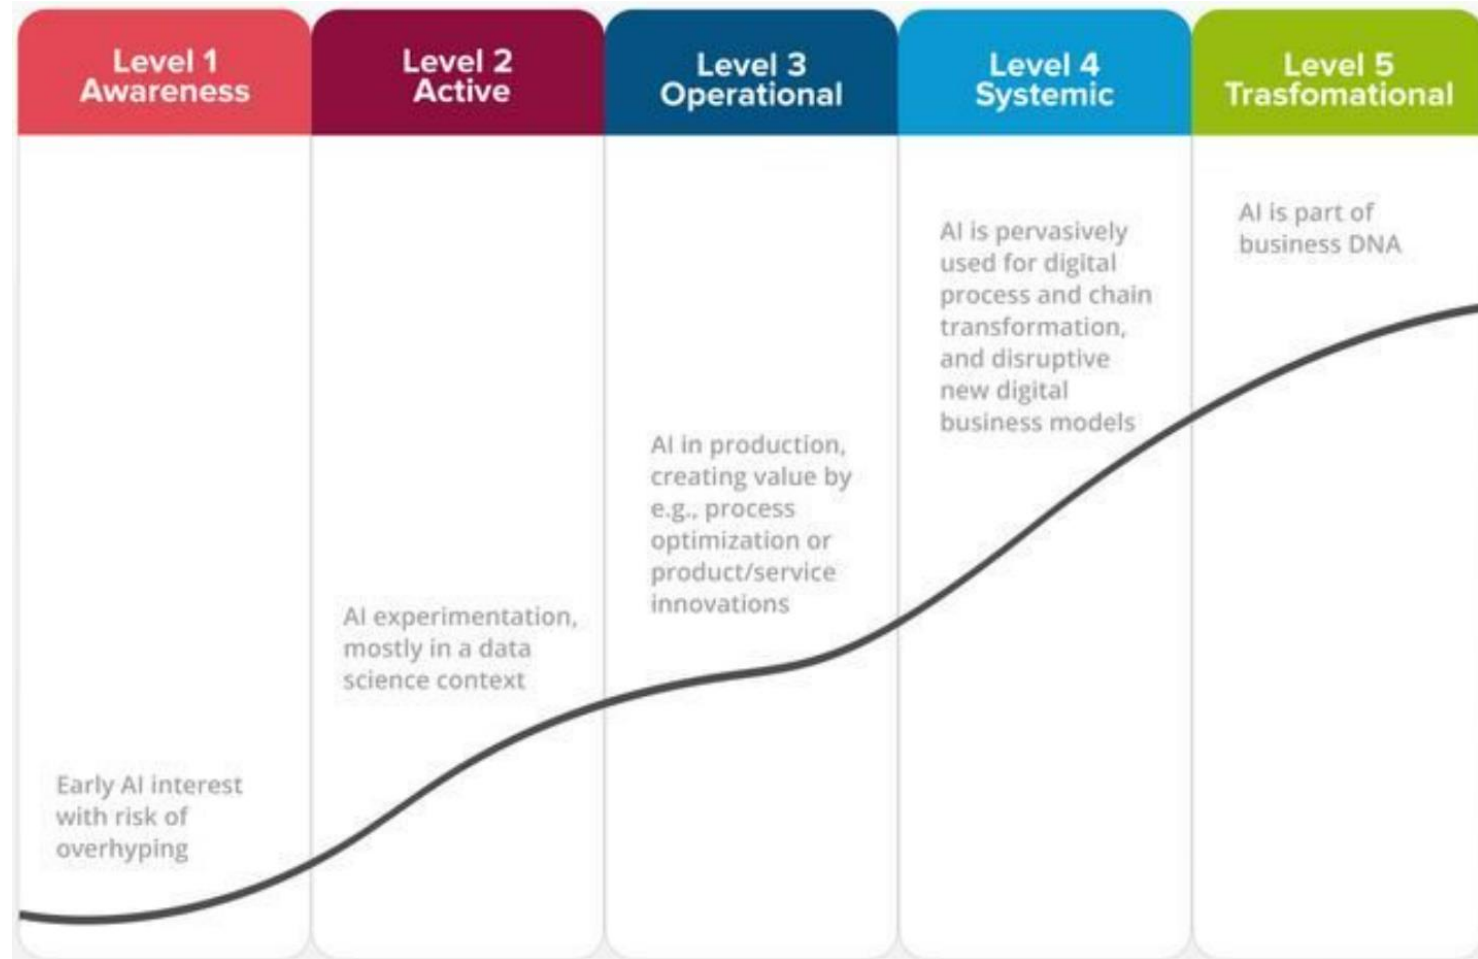 Level 1
Awareness
Level 2
Active
Level 3
Operational
Level 4
Systemic
Level 5
Trasfomational
Early AI interest
with risk of
overhyping
AI experimentation,
mostly in a data
science context
AI in production,
creating value by
e.g., process
optimization or
product/service
innovations
AI is pervasively
used for digital
process and chain
transformation,
and disruptive
new digital
business models
AI is part of
business DNA